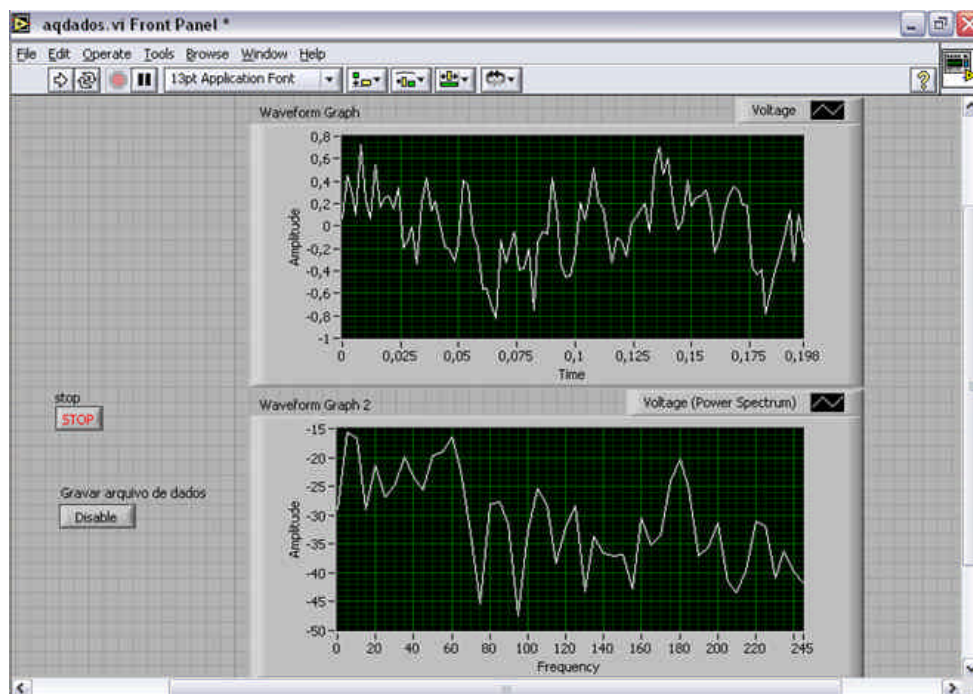 aqdados.vi Front Panel *
File Edit Operate Tools Browse Window Help
13pt Application Font
Waveform Graph
Voltage
0,8
0,6
0,4
0,2
0
-0,2
-0,4
-0,6
-0,8
-1
Amplitude
0 0,025 0,05 0,075 0,1 0,125 0,15 0,175 0,198
Time
stop
STOP
Gravar arquivo de dados
Disable
Waveform Graph 2
Voltage (Power Spectrum)
-15
-20
-25
-30
-35
-40
-45
-50
Amplitude
0 20 40 60 80 100 120 140 160 180 200 220 245
Frequency